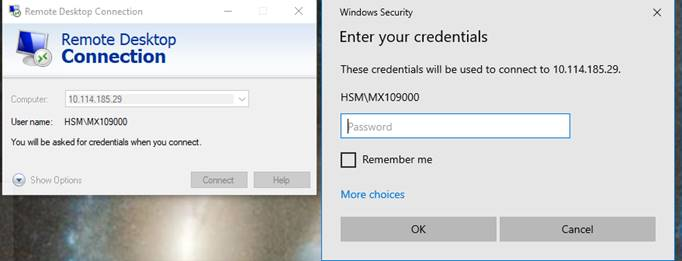 Remote Desktop Connection
Remote Desktop
Connection
Computer:
10.114.185.29
User name:
HSM\MX109000
You will be asked for credentials when you connect.
Show Options
Connect
Help
Windows Security
Enter your credentials
These credentials will be used to connect to 10.114.185.29.
HSM\MX109000
Password
Remember me
More choices
OK
Cancel